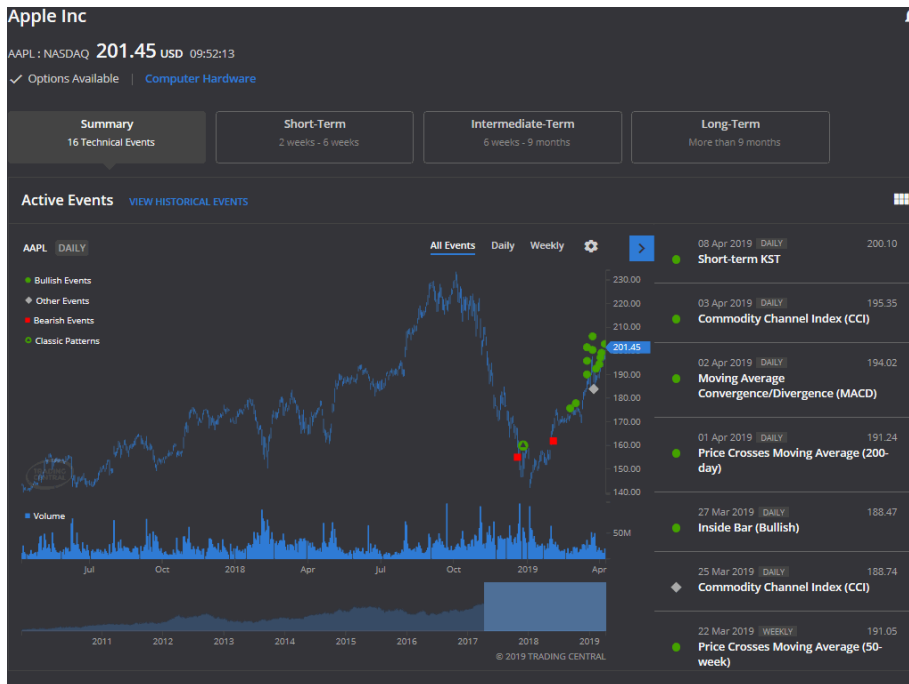 Apple Inc
AAPL : NASDAQ 201.45 USD 09:52:13
Options Available | Computer Hardware
Summary
16 Technical Events
Short-Term
2 weeks - 6 weeks
Intermediate-Term
6 weeks - 9 months
Long-Term
More than 9 months
Active Events VIEW HISTORICAL EVENTS
AAPL DAILY
All Events Daily Weekly
Bullish Events
Other Events
Bearish Events
Classic Patterns
230.00
220.00
210.00
201.45
190.00
180.00
170.00
160.00
150.00
140.00
TRADING
CENTRAL
Volume
50M
Jul Oct 2018 Apr Jul Oct 2019 Apr
2011 2012 2013 2014 2015 2016 2017 2018 2019
© 2019 TRADING CENTRAL
08 Apr 2019 DAILY 200.10
Short-term KST
03 Apr 2019 DAILY 195.35
Commodity Channel Index (CCI)
02 Apr 2019 DAILY 194.02
Moving Average
Convergence/Divergence (MACD)
01 Apr 2019 DAILY 191.24
Price Crosses Moving Average (200-
day)
27 Mar 2019 DAILY 188.47
Inside Bar (Bullish)
25 Mar 2019 DAILY 188.74
Commodity Channel Index (CCI)
22 Mar 2019 WEEKLY 191.05
Price Crosses Moving Average (50-
week)